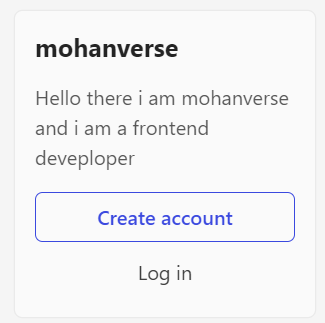 mohanverse
Hello there i am mohanverse
and i am a frontend
deveploper
Create account
Log in